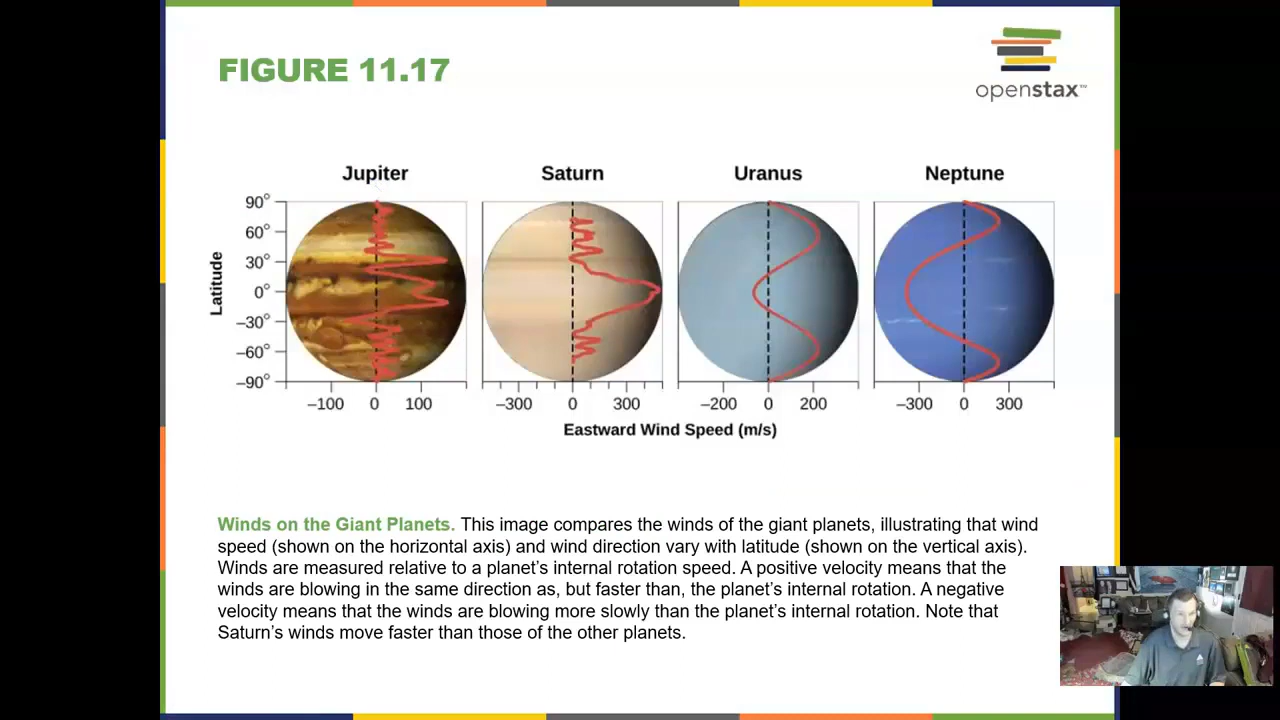 FIGURE 11.17
openstax™
Jupiter
Saturn
Uranus
Neptune
Latitude
90°
60°
30°
0°
–30°
–60°
–90°
–100 0 100
–300 0 300
–200 0 200
–300 0 300
Eastward Wind Speed (m/s)
Winds on the Giant Planets. This image compares the winds of the giant planets, illustrating that wind
speed (shown on the horizontal axis) and wind direction vary with latitude (shown on the vertical axis).
Winds are measured relative to a planet’s internal rotation speed. A positive velocity means that the
winds are blowing in the same direction as, but faster than, the planet’s internal rotation. A negative
velocity means that the winds are blowing more slowly than the planet’s internal rotation. Note that
Saturn’s winds move faster than those of the other planets.